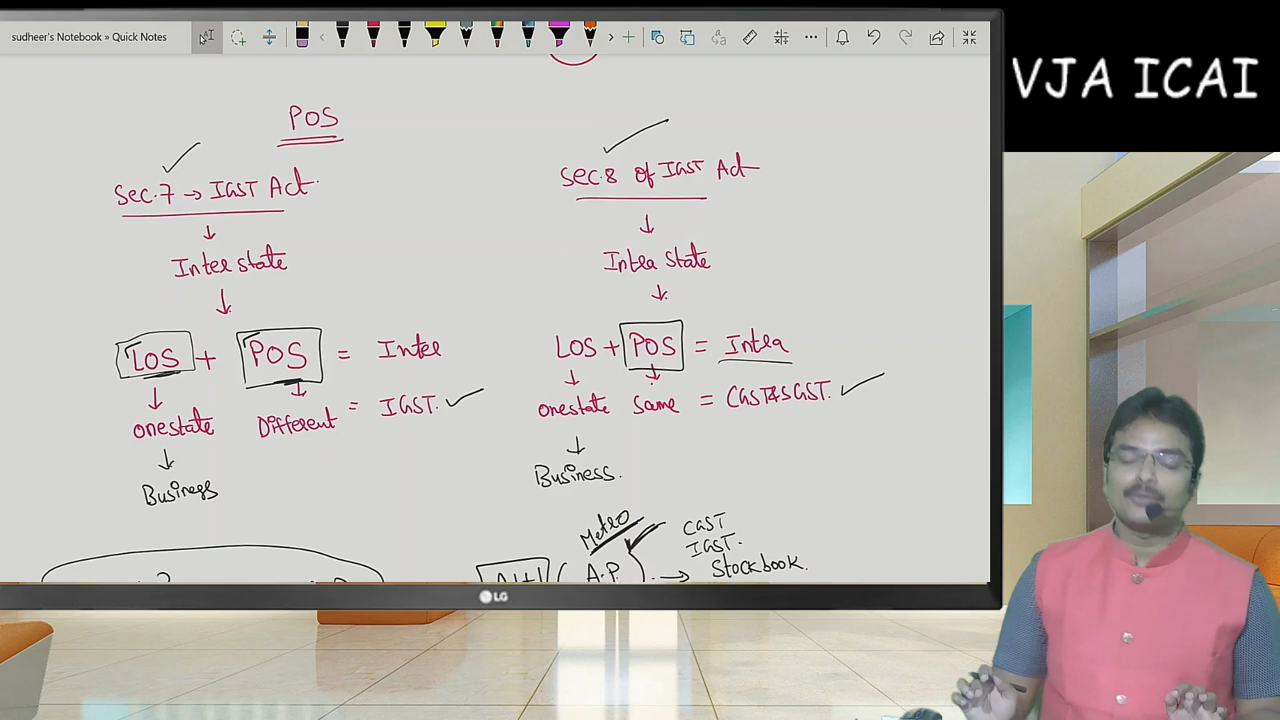 sudheer's Notebook » Quick Notes
VJA ICAI
POS
Sec.7 → IGST Act.
Sec.8 of IGST Act
Inter state
Intra State
LOS + POS = Inter
LOS + POS = Intra
onestate Different = IGST.
onestate Same = CGST&SGST.
Business
Business.
Metro
CGST
IGST.
A.P. → Stockbook.
LG